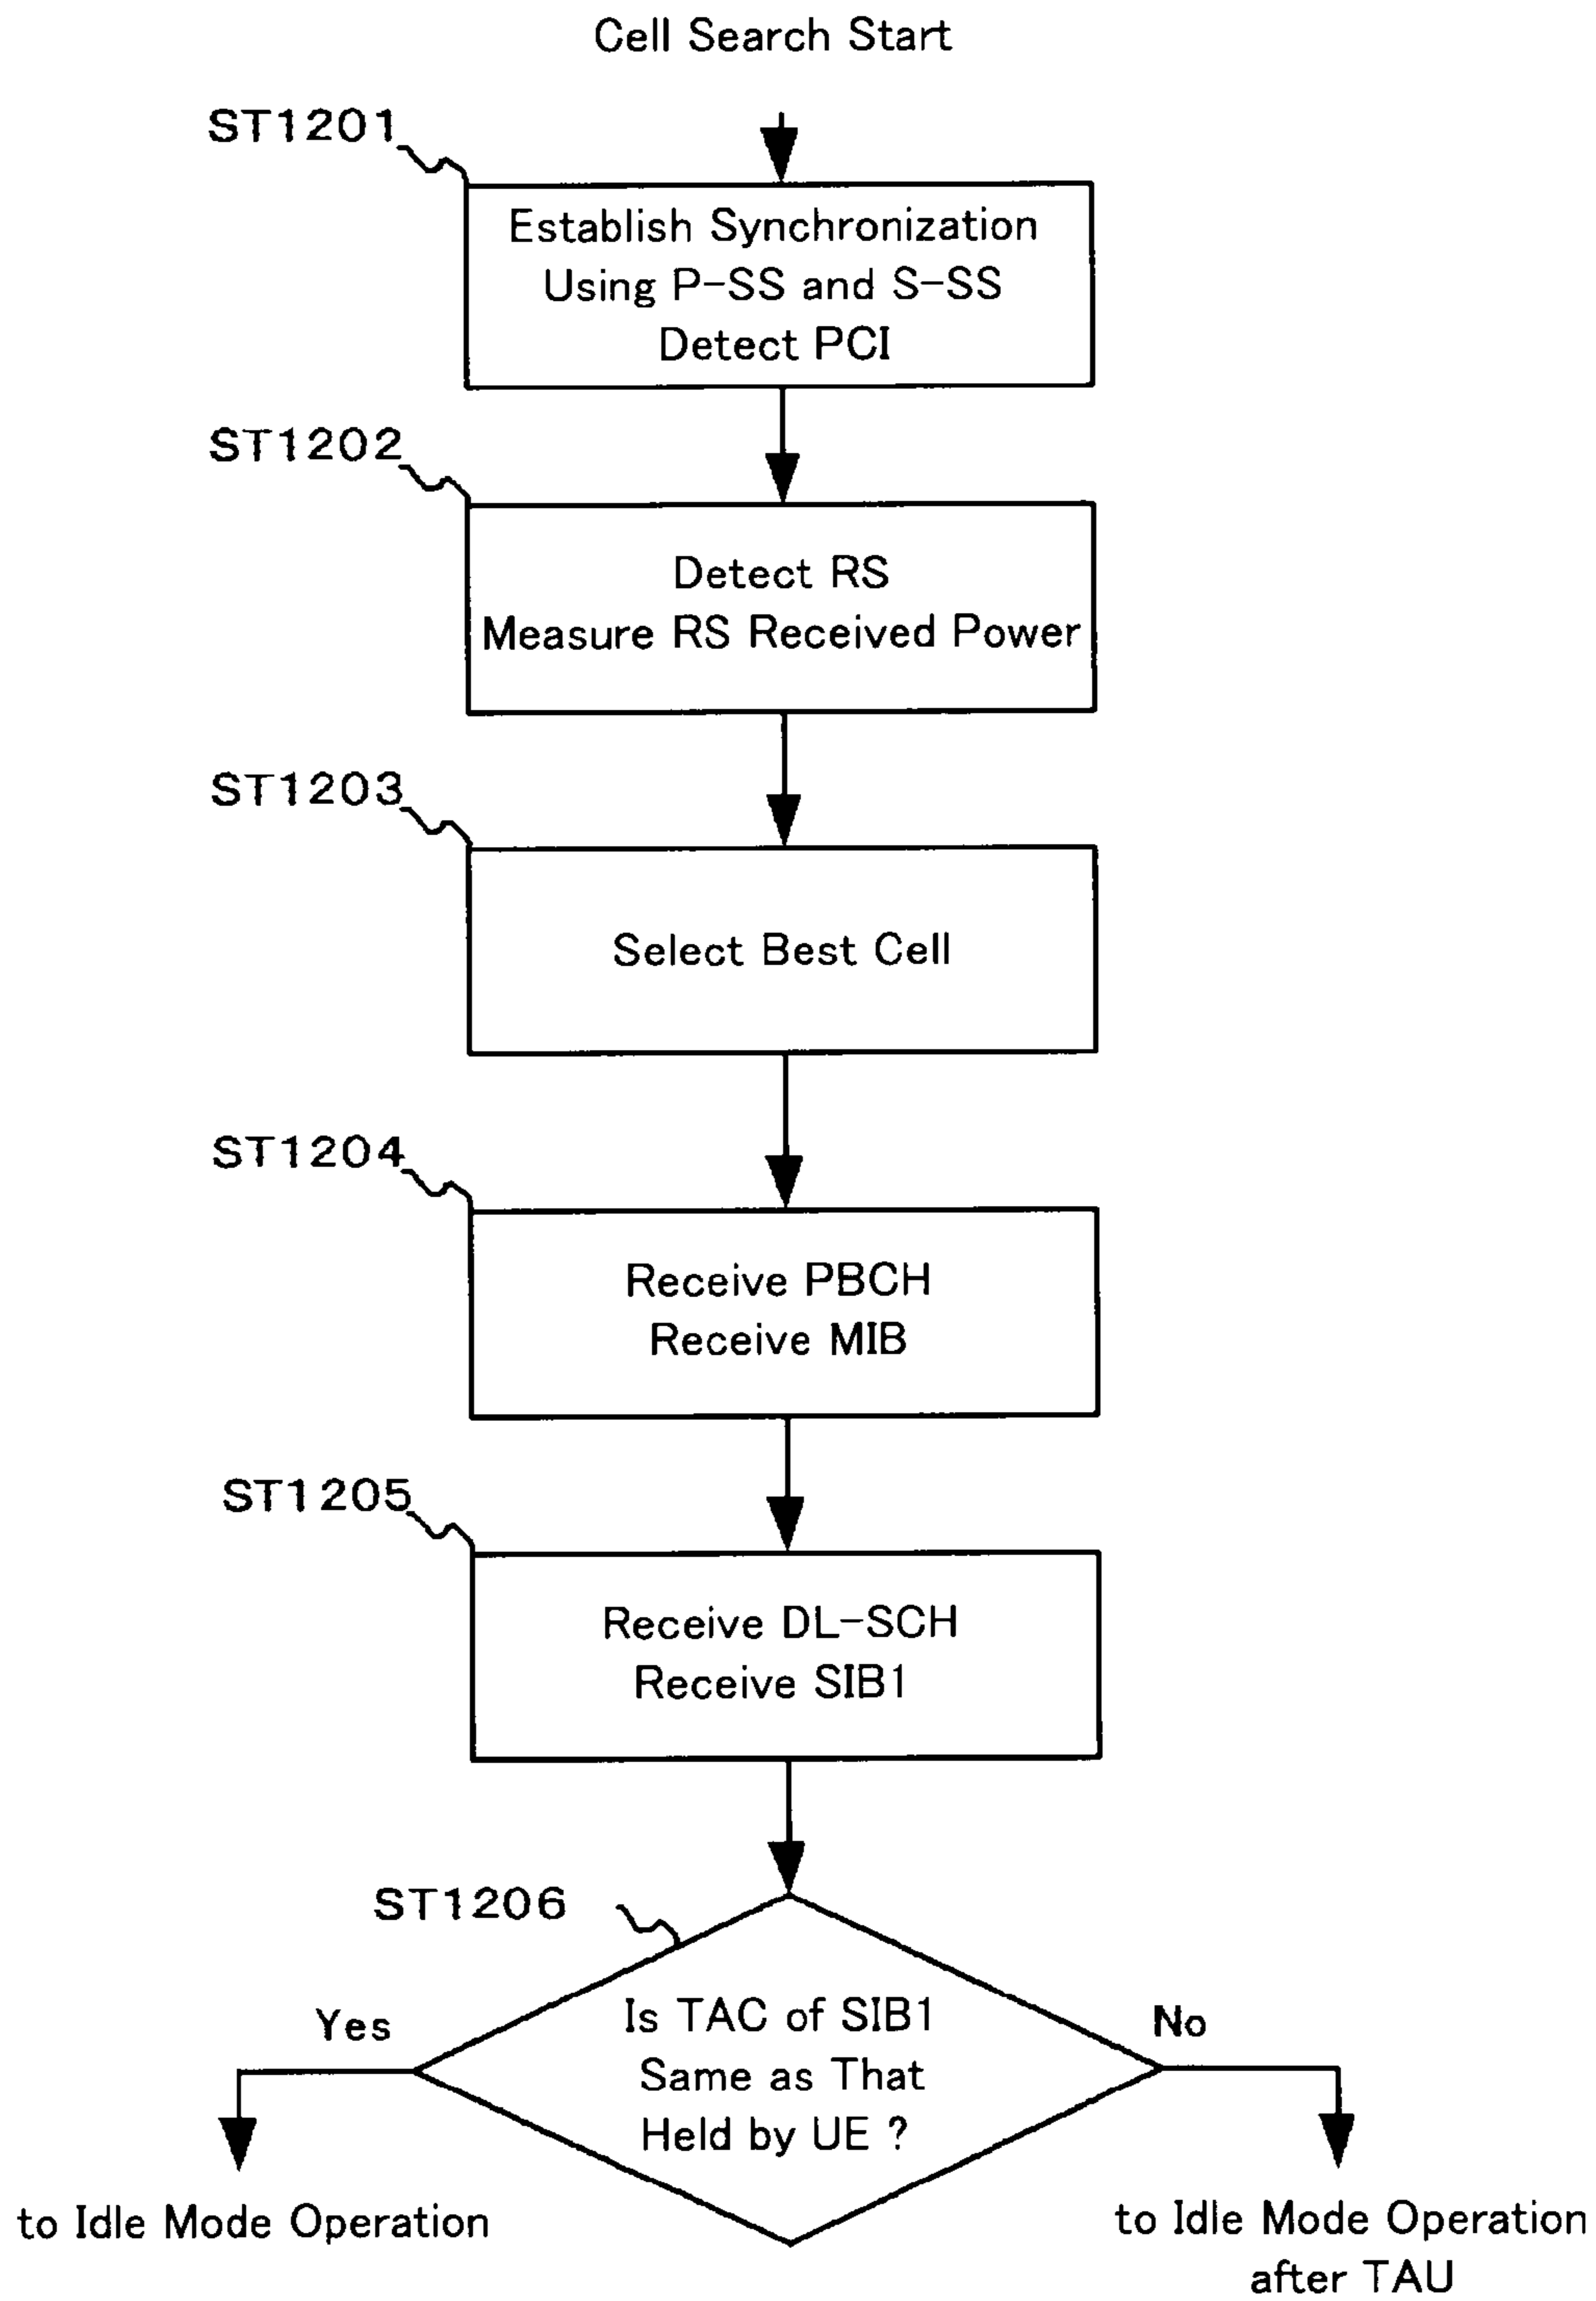 Cell Search Start
ST1201
Establish Synchronization
Using P-SS and S-SS
Detect PCI
ST1202
Detect RS
Measure RS Received Power
ST1203
Select Best Cell
ST1204
Receive PBCH
Receive MIB
ST1205
Receive DL-SCH
Receive SIB1
ST1206
Is TAC of SIB1
Same as That
Held by UE ?
Yes
No
to Idle Mode Operation
to Idle Mode Operation
after TAU